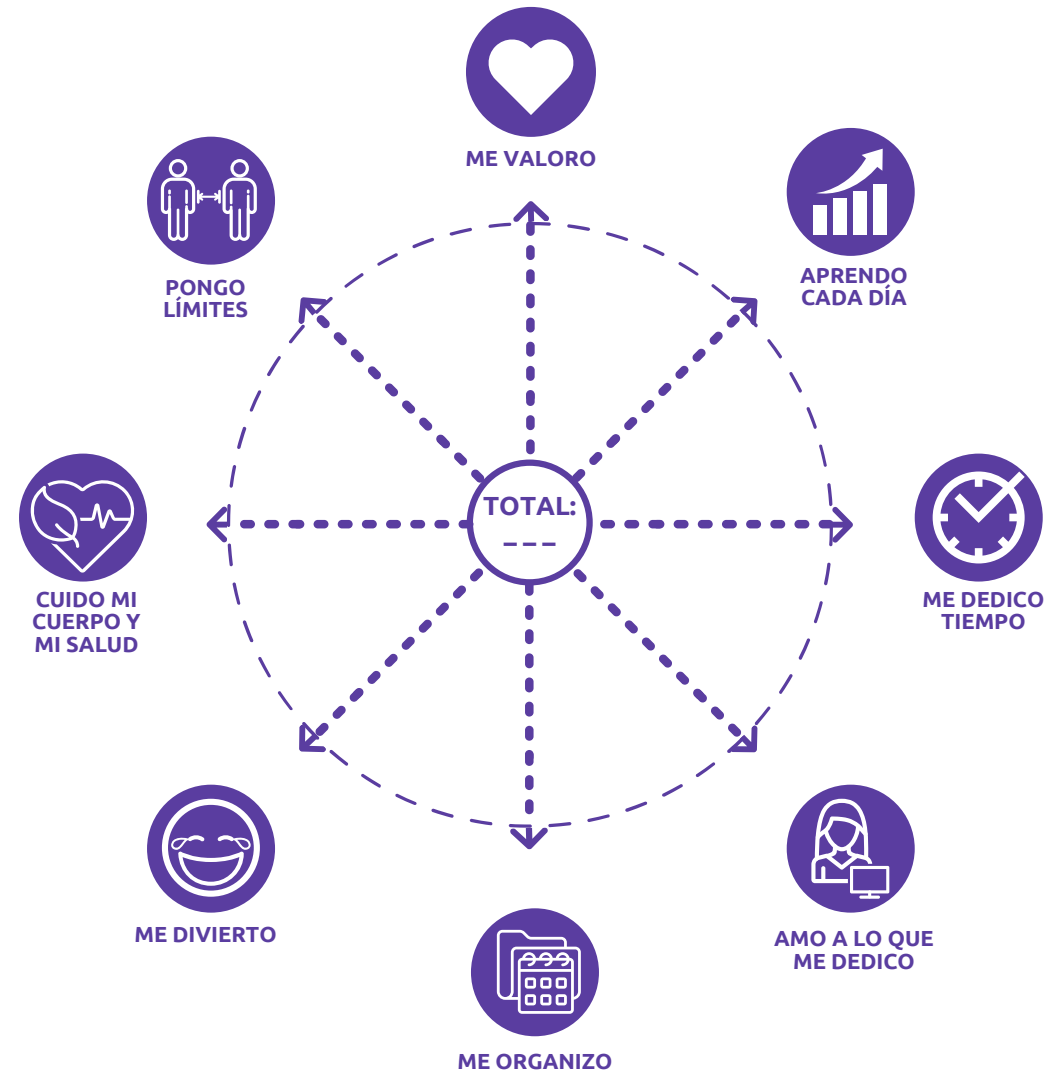 ME VALORO
APRENDO
CADA DÍA
ME DEDICO
TIEMPO
AMO A LO QUE
ME DEDICO
ME ORGANIZO
ME DIVIERTO
CUIDO MI
CUERPO Y
MI SALUD
PONGO
LÍMITES
TOTAL:
___